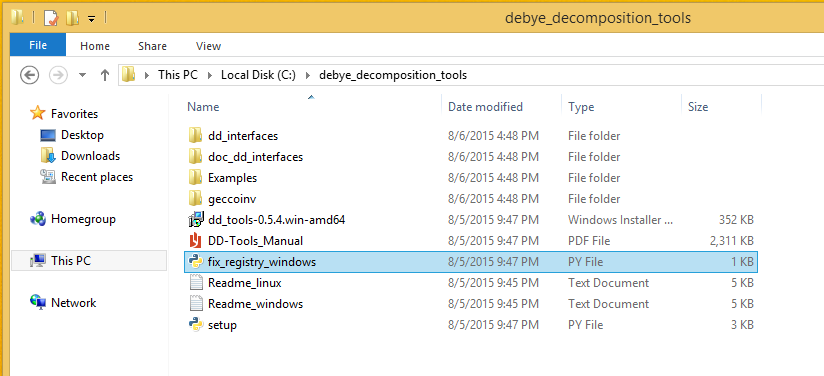 debye_decomposition_tools
File Home Share View
This PC Local Disk (C:) debye_decomposition_tools
Name Date modified Type Size
Favorites
Desktop
Downloads
Recent places
Homegroup
This PC
Network
dd_interfaces 8/6/2015 4:48 PM File folder
doc_dd_interfaces 8/6/2015 4:48 PM File folder
Examples 8/6/2015 4:48 PM File folder
geccoinv 8/6/2015 4:48 PM File folder
dd_tools-0.5.4.win-amd64 8/5/2015 9:47 PM Windows Installer ... 352 KB
DD-Tools_Manual 8/5/2015 9:47 PM PDF File 2,311 KB
fix_registry_windows 8/5/2015 9:47 PM PY File 1 KB
Readme_linux 8/5/2015 9:45 PM Text Document 5 KB
Readme_windows 8/5/2015 9:45 PM Text Document 5 KB
setup 8/5/2015 9:47 PM PY File 3 KB